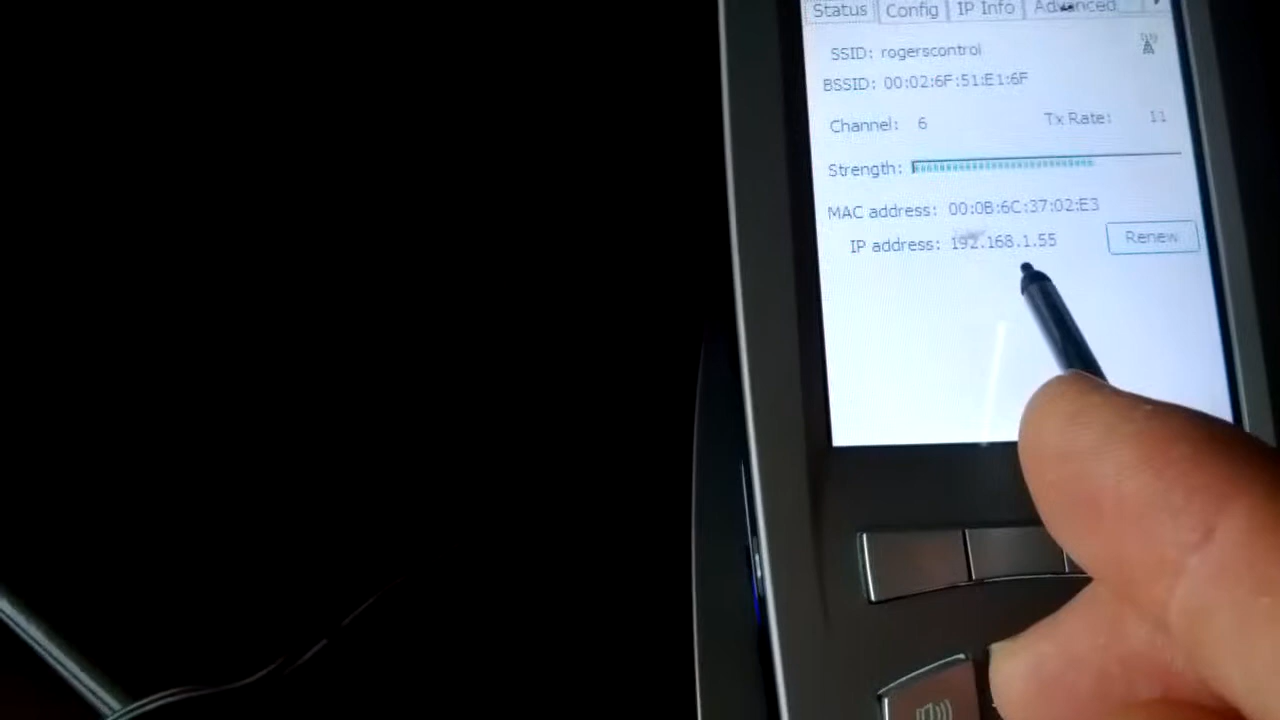 Status Config IP Info Advanced
SSID: rogerscontrol
BSSID: 00:02:6F:51:E1:6F
Channel: 6 Tx Rate: 11
Strength:
MAC address: 00:0B:6C:37:02:E3
IP address: 192.168.1.55 Renew